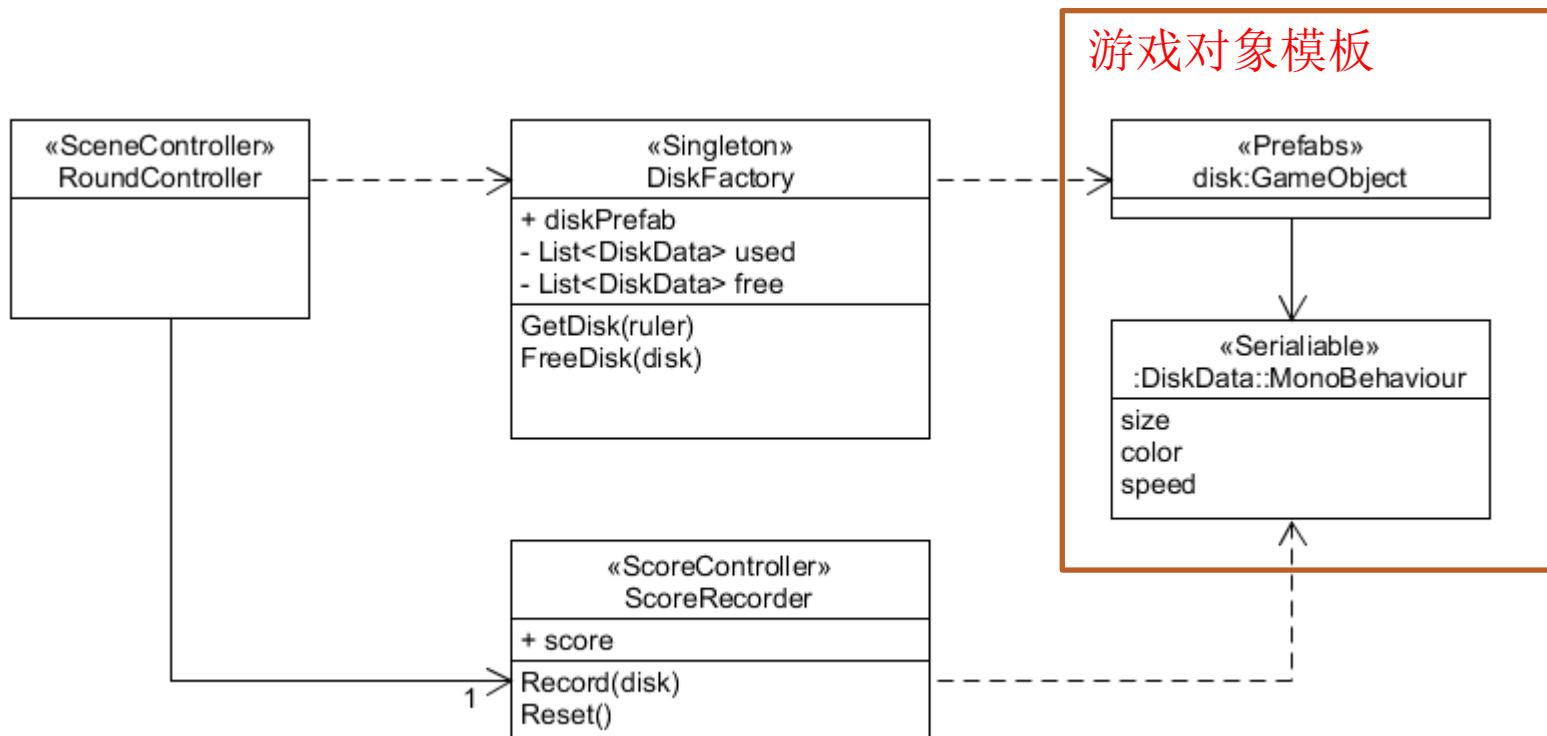 游戏对象模板
«SceneController»
RoundController
«Singleton»
DiskFactory
+ diskPrefab
- List<DiskData> used
- List<DiskData> free
GetDisk(ruler)
FreeDisk(disk)
«Prefabs»
disk:GameObject
«Serialiable»
:DiskData::MonoBehaviour
size
color
speed
«ScoreController»
ScoreRecorder
+ score
Record(disk)
Reset()
1